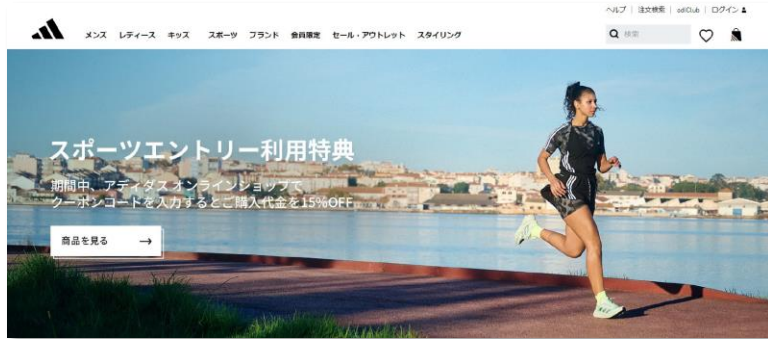 ヘルプ | 注文検索 | adiClub | ログイン
メンズ レディース キッズ スポーツ ブランド 会員限定 セール・アウトレット スタイリング
検索
スポーツエントリー利用特典
期間中、アディダスオンラインショップで
クーポンコードを入力するとご購入代金を15%OFF
商品を見る →